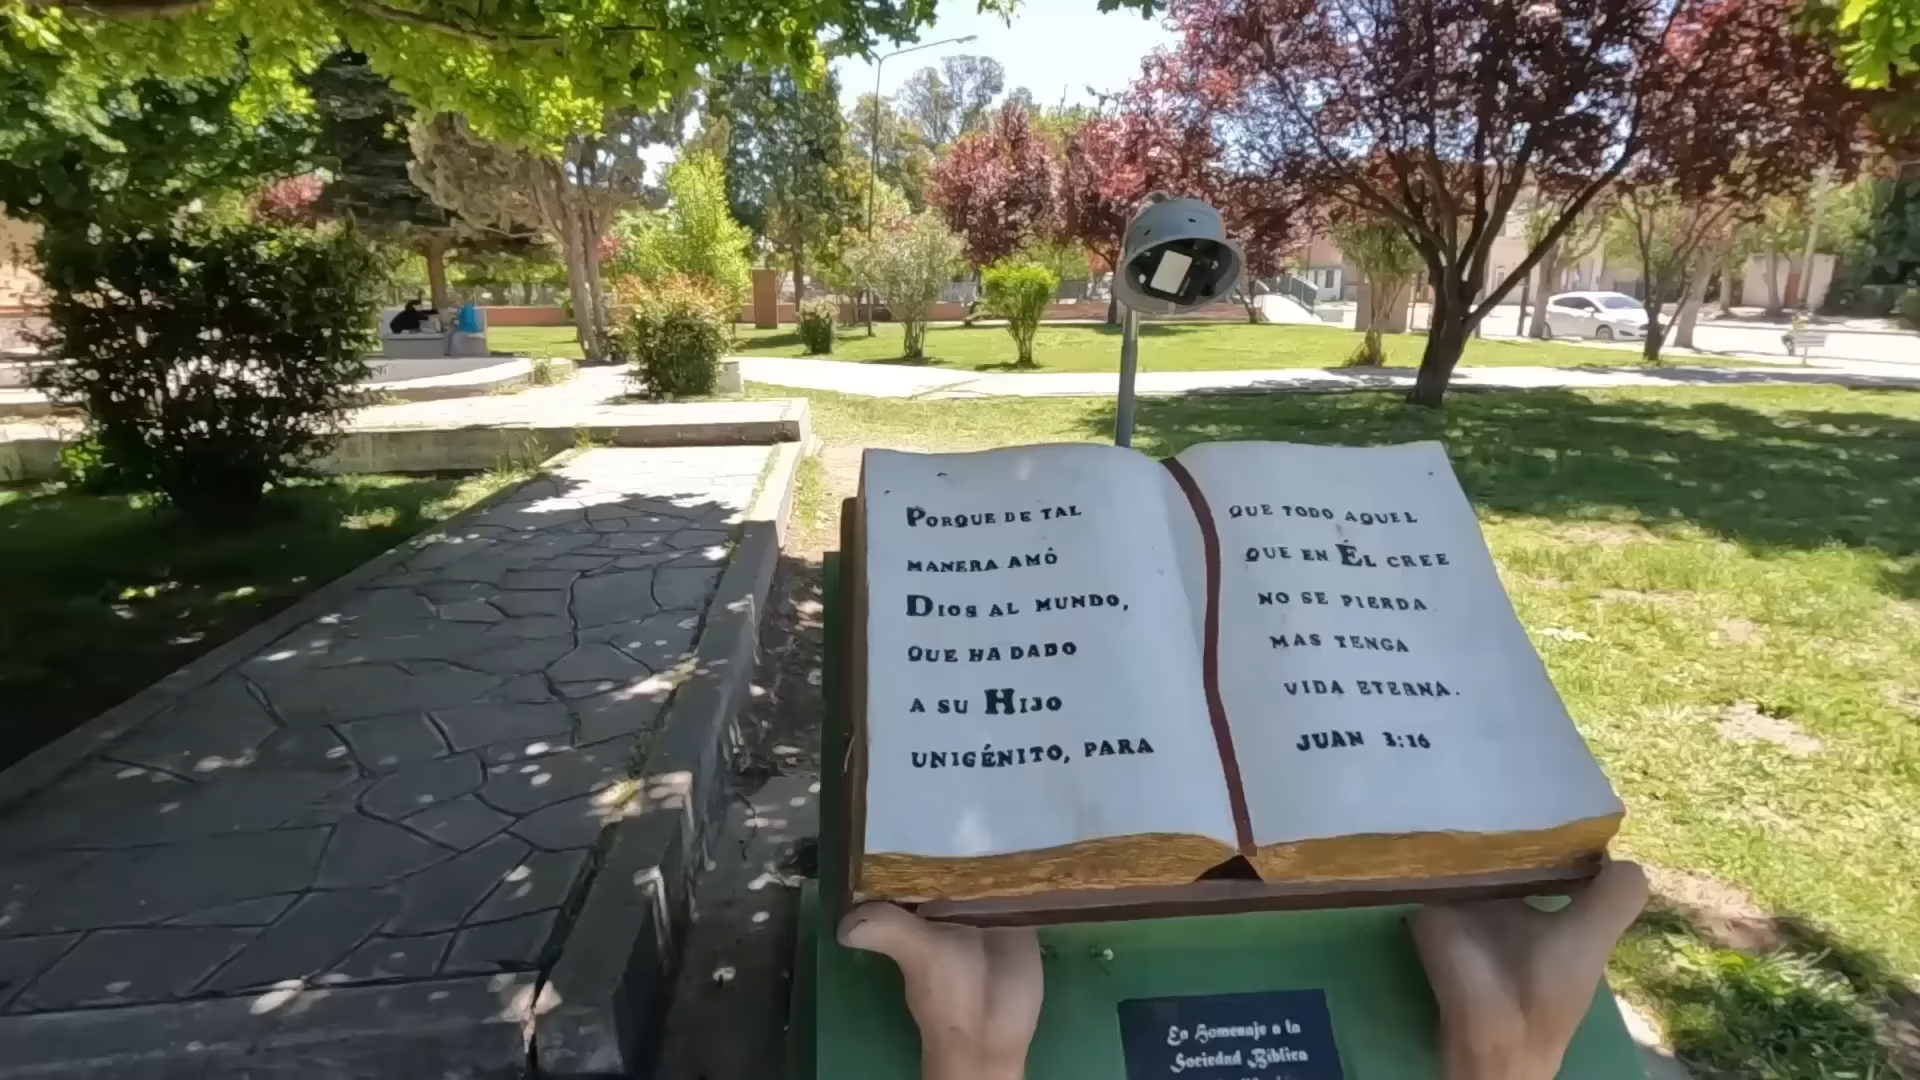 PORQUE DE TAL
MANERA AMÓ
DIOS AL MUNDO,
QUE HA DADO
A SU HIJO
UNIGÉNITO, PARA
QUE TODO AQUEL
QUE EN ÉL CREE
NO SE PIERDA
MAS TENGA
VIDA ETERNA.
JUAN 3:16
En Homenaje a la
Sociedad Bíblica